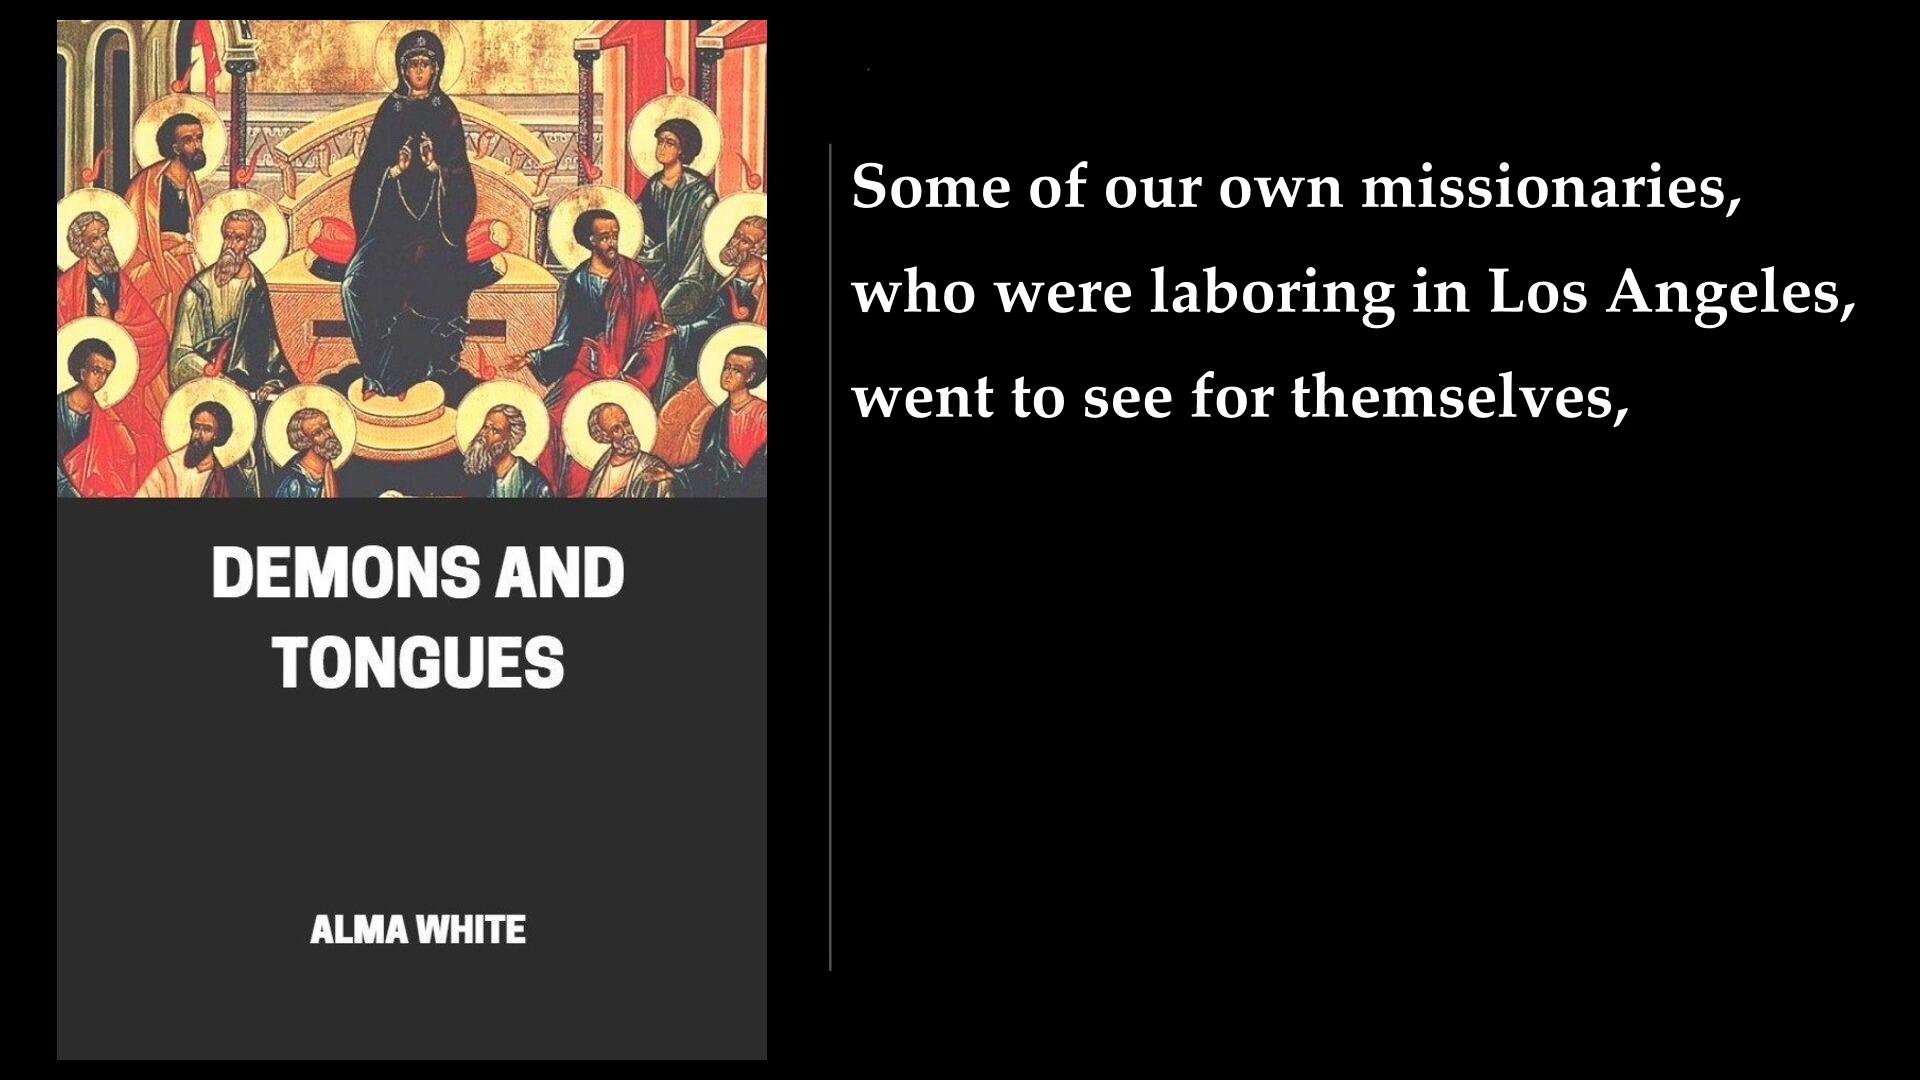 DEMONS AND
TONGUES
ALMA WHITE
Some of our own missionaries,
who were laboring in Los Angeles,
went to see for themselves,